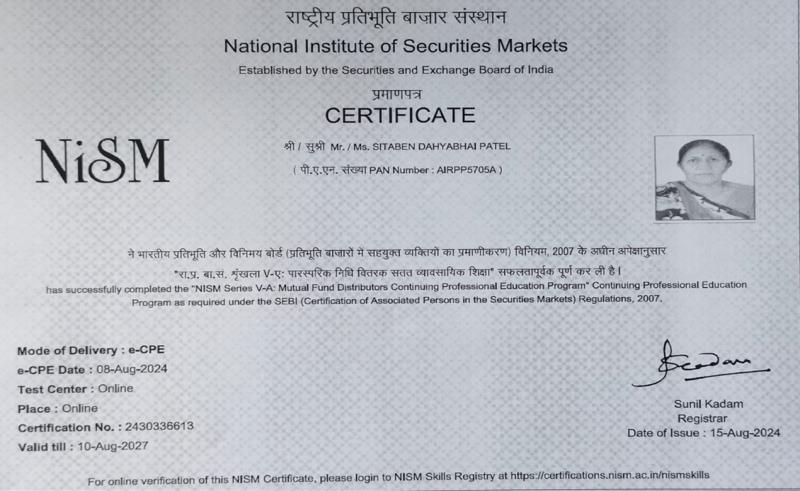 राष्ट्रीय प्रतिभूति बाजार संस्थान
National Institute of Securities Markets
Established by the Securities and Exchange Board of India
प्रमाणपत्र
CERTIFICATE
NiSM
श्री / सुश्री Mr. / Ms. SITABEN DAHYABHAI PATEL
( पी.ए.एन. संख्या PAN Number : AIRPP5705A )
ने भारतीय प्रतिभूति और विनिमय बोर्ड (प्रतिभूति बाजारों में सहयुक्त व्यक्तियों का प्रमाणीकरण) विनियम, 2007 के अधीन अपेक्षानुसार
"रा.प्र. बा.सं. शृंखला V-ए: पारस्परिक निधि वितरक सतत व्यावसायिक शिक्षा" सफलतापूर्वक पूर्ण कर ली है।
has successfully completed the "NISM Series V-A: Mutual Fund Distributors Continuing Professional Education Program" Continuing Professional Education
Program as required under the SEBI (Certification of Associated Persons in the Securities Markets) Regulations, 2007.
Mode of Delivery : e-CPE
e-CPE Date : 08-Aug-2024
Test Center : Online
Place : Online
Certification No. : 2430336613
Valid till : 10-Aug-2027
Sunil Kadam
Registrar
Date of Issue : 15-Aug-2024
For online verification of this NISM Certificate, please login to NISM Skills Registry at https://certifications.nism.ac.in/nismskills